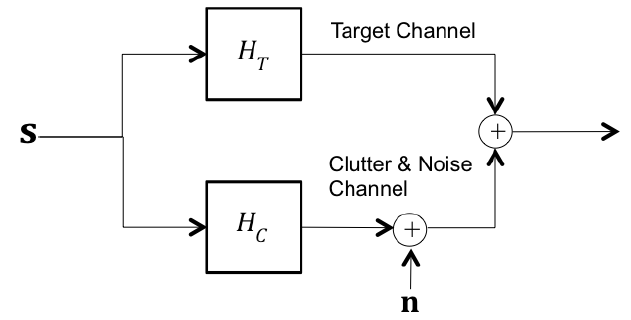 H_T
Target Channel
s
+
Clutter & Noise
Channel
H_C
+
n